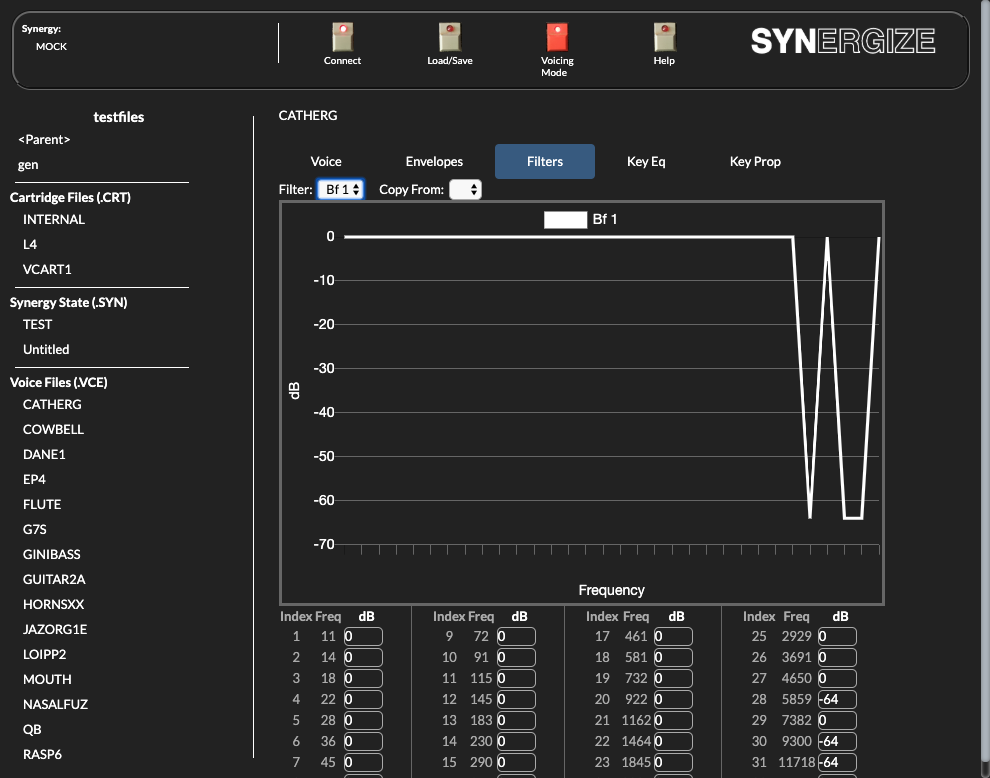 Synergy:
MOCK
Connect
Load/Save
Voicing
Mode
Help
SYNERGIZE
testfiles
<Parent>
gen
Cartridge Files (.CRT)
INTERNAL
L4
VCART1
Synergy State (.SYN)
TEST
Untitled
Voice Files (.VCE)
CATHERG
COWBELL
DANE1
EP4
FLUTE
G7S
GINIBASS
GUITAR2A
HORNSXX
JAZORG1E
LOIPP2
MOUTH
NASALFUZ
QB
RASP6
CATHERG
Voice Envelopes Filters Key Eq Key Prop
Filter: Bf 1 Copy From:
Bf 1
0
-10
-20
-30
-40
-50
-60
-70
dB
Frequency
Index Freq dB Index Freq dB Index Freq dB Index Freq dB
1 11 0 9 72 0 17 461 0 25 2929 0
2 14 0 10 91 0 18 581 0 26 3691 0
3 18 0 11 115 0 19 732 0 27 4650 0
4 22 0 12 145 0 20 922 0 28 5859 -64
5 28 0 13 183 0 21 1162 0 29 7382 0
6 36 0 14 230 0 22 1464 0 30 9300 -64
7 45 0 15 290 0 23 1845 0 31 11718 -64